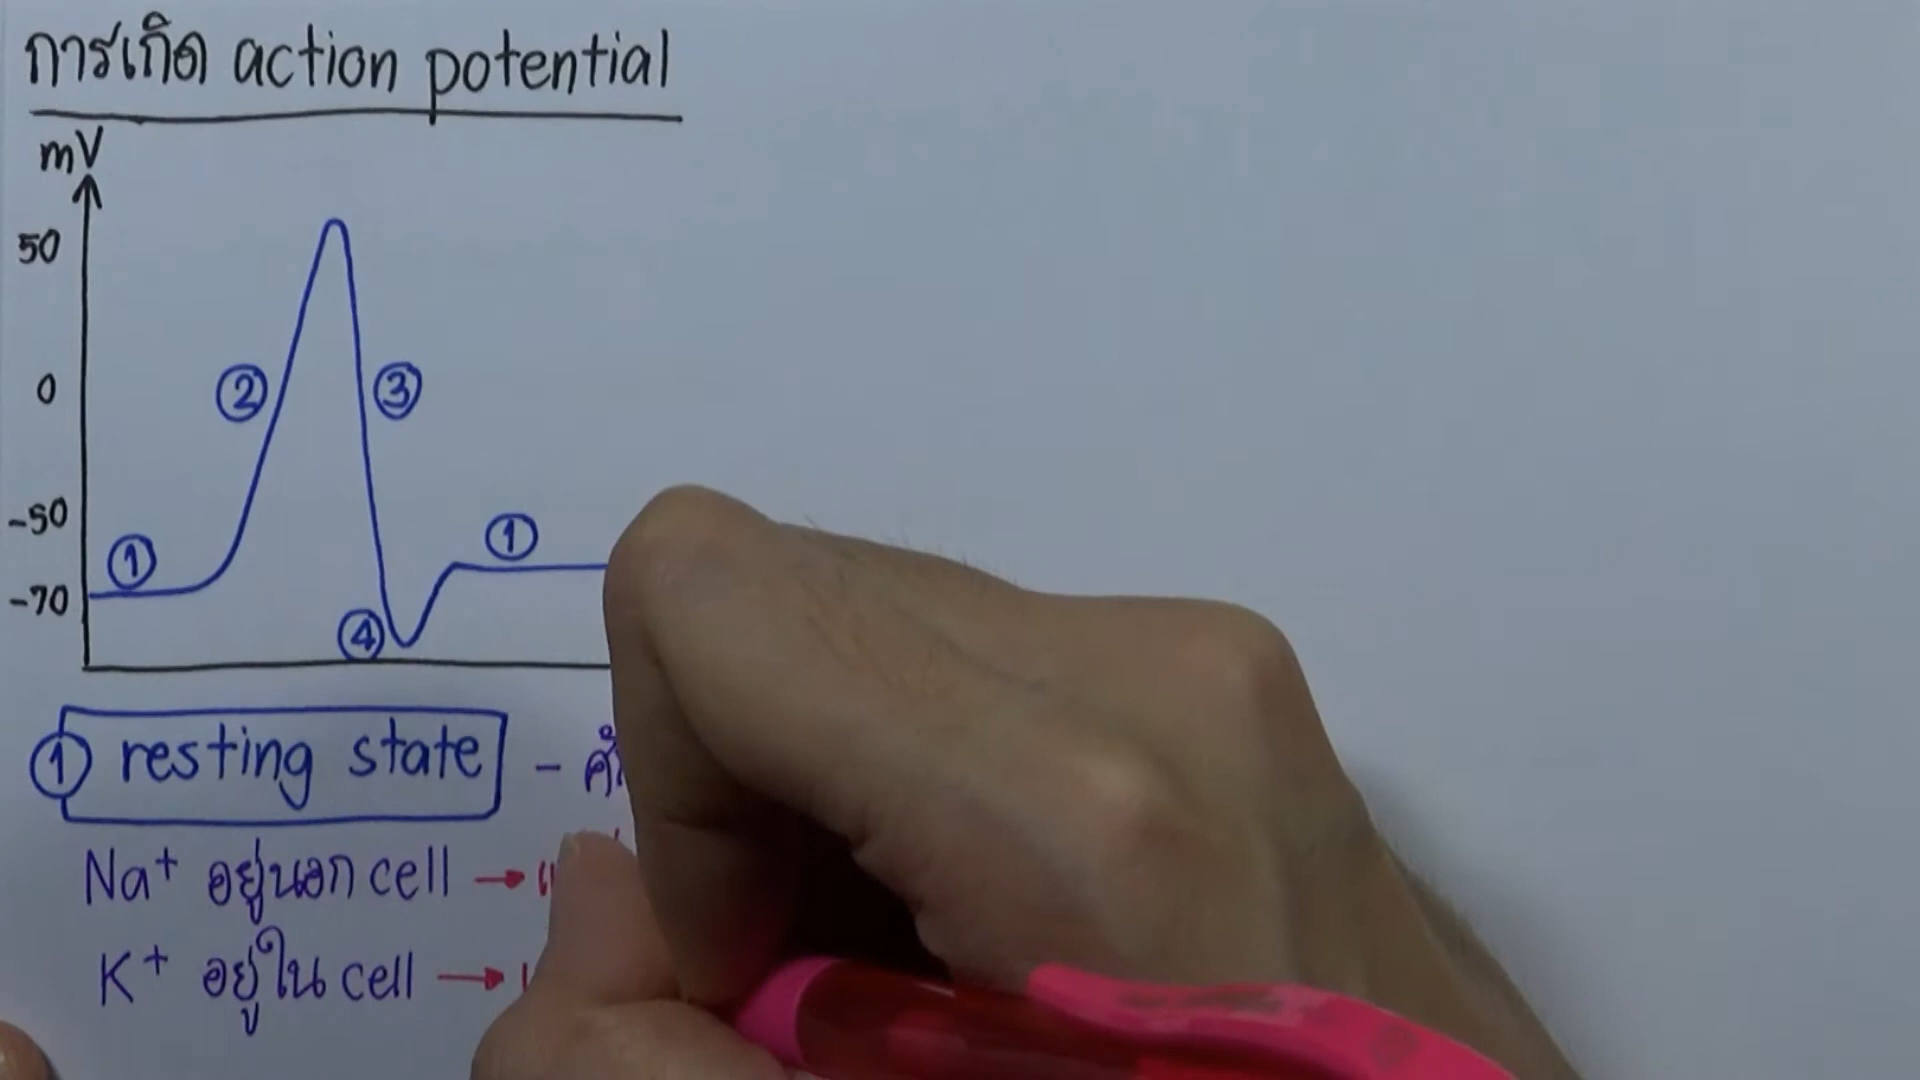 การเกิด action potential
mV
50
② ③
0
-50
① ①
-70
④
① resting state -
Na+ อยู่นอก cell →
K+ อยู่ใน cell →